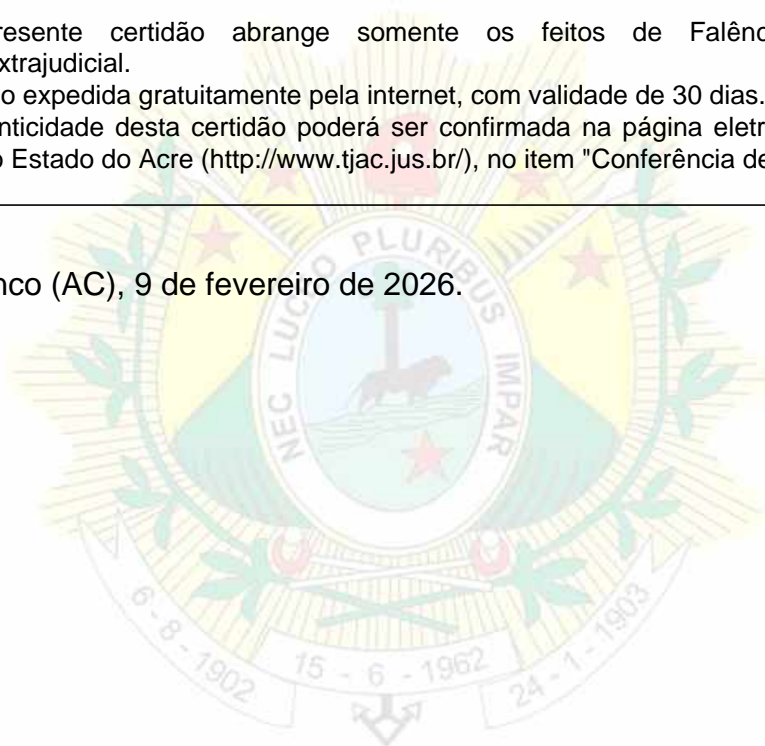 resente certidão abrange somente os feitos de Falênc
xtrajudicial.
o expedida gratuitamente pela internet, com validade de 30 dias.
nticidade desta certidão poderá ser confirmada na página eletr
o Estado do Acre (http://www.tjac.jus.br/), no item "Conferência de
nco (AC), 9 de fevereiro de 2026.
NEC LUCEO PLURIBUS IMPAR
6 - 8 - 1902
15 - 6 - 1962
24 - 1 - 1903